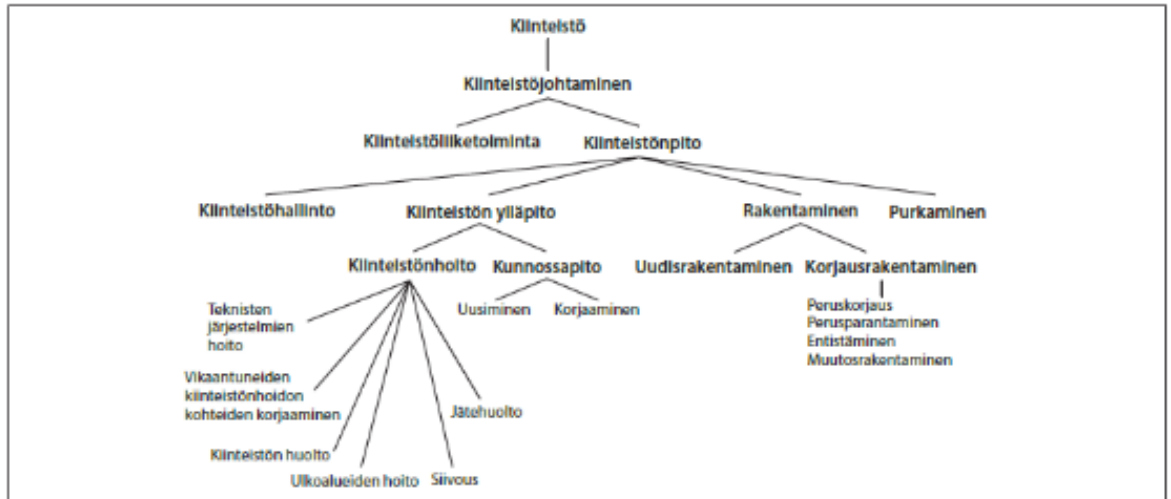 Kiinteistö
Kiinteistöjohtaminen
Kiinteistöliiketoiminta
Kiinteistönpito
Kiinteistöhallinto
Kiinteistön ylläpito
Rakentaminen
Purkaminen
Kiinteistönhoito
Kunnossapito
Uudisrakentaminen
Korjausrakentaminen
Teknisten
järjestelmien
hoito
Uusiminen
Korjaaminen
Peruskorjaus
Perusparantaminen
Entistäminen
Muutosrakentaminen
Vikaantuneiden
kiinteistönhoidon
kohteiden korjaaminen
Jätehuolto
Kiinteistön huolto
Ulkoalueiden hoito
Siivous